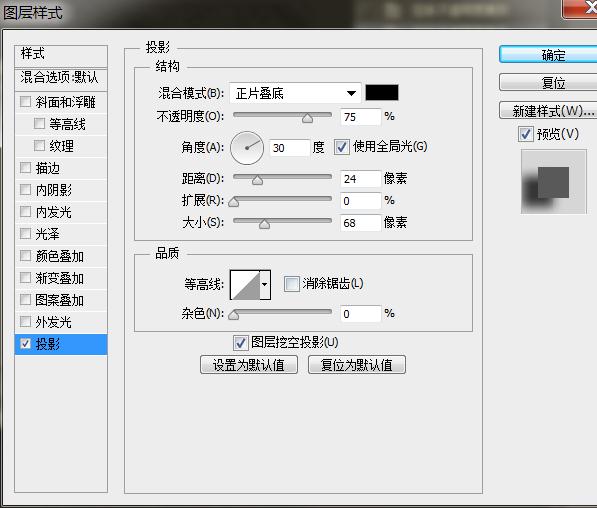 图层样式
样式
混合选项:默认
斜面和浮雕
等高线
纹理
描边
内阴影
内发光
光泽
颜色叠加
渐变叠加
图案叠加
外发光
投影
投影
结构
混合模式(B): 正片叠底
不透明度(O): 75 %
角度(A): 30 度 使用全局光(G)
距离(D): 24 像素
扩展(R): 0 %
大小(S): 68 像素
品质
等高线: 消除锯齿(L)
杂色(N): 0 %
图层挖空投影(U)
设置为默认值 复位为默认值
确定
复位
新建样式(W)...
预览(V)